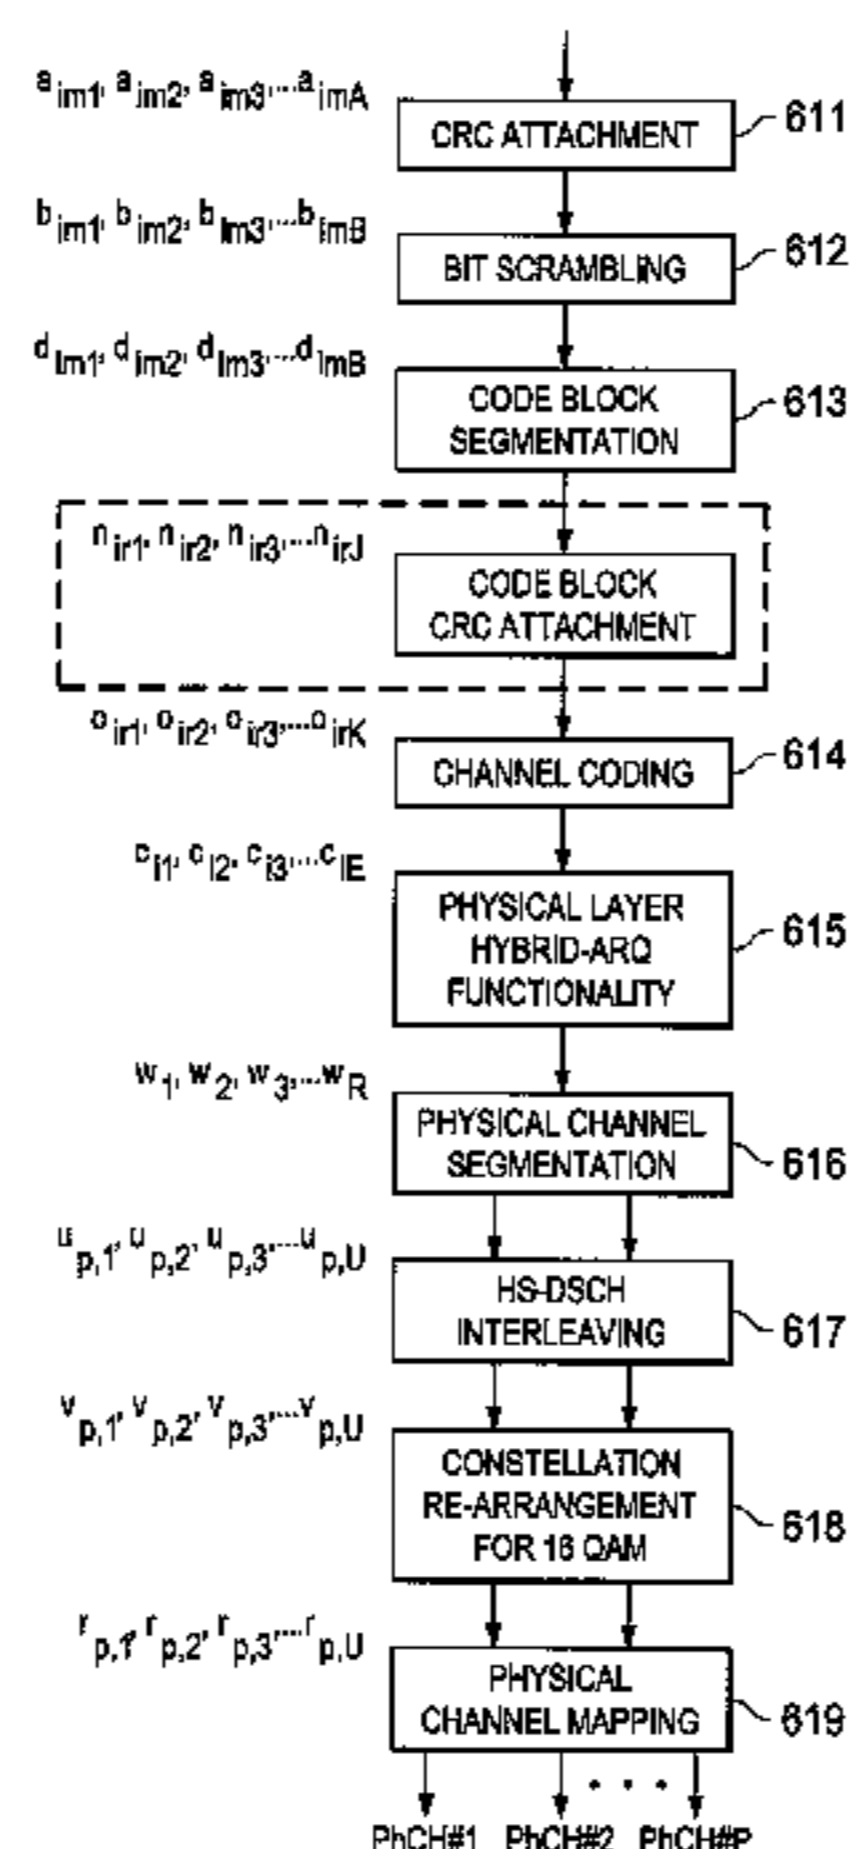 a im1, a im2, a im3,...a imA
CRC ATTACHMENT
611
b im1, b im2, b im3,...b imB
BIT SCRAMBLING
612
d im1, d im2, d im3,...d imB
CODE BLOCK
SEGMENTATION
613
n ir1, n ir2, n ir3,...n irJ
CODE BLOCK
CRC ATTACHMENT
o ir1, o ir2, o ir3,...o irK
CHANNEL CODING
614
c i1, c i2, c i3,...c iE
PHYSICAL LAYER
HYBRID-ARQ
FUNCTIONALITY
615
w 1, w 2, w 3,...w R
PHYSICAL CHANNEL
SEGMENTATION
616
u p,1, u p,2, u p,3,...u p,U
HS-DSCH
INTERLEAVING
617
v p,1, v p,2, v p,3,...v p,U
CONSTELLATION
RE-ARRANGEMENT
FOR 16 QAM
618
r p,1, r p,2, r p,3,...r p,U
PHYSICAL
CHANNEL MAPPING
619
PhCH#1 PhCH#2 PhCH#P